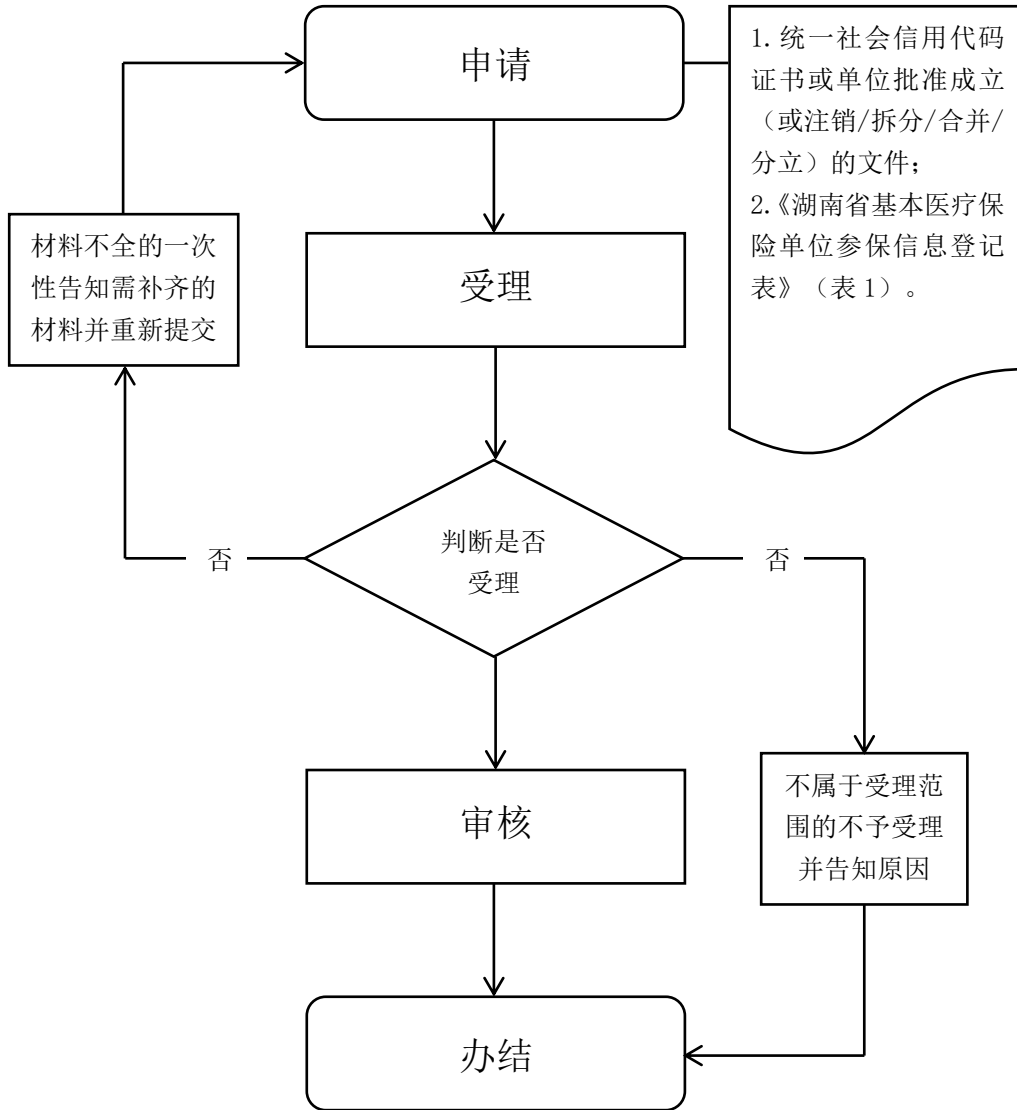 申请
1.统一社会信用代码
证书或单位批准成立
（或注销/拆分/合并/
分立）的文件；
2.《湖南省基本医疗保
险单位参保信息登记
表》（表1）。
材料不全的一次
性告知需补齐的
材料并重新提交
受理
否
判断是否
受理
否
审核
不属于受理范
围的不予受理
并告知原因
办结